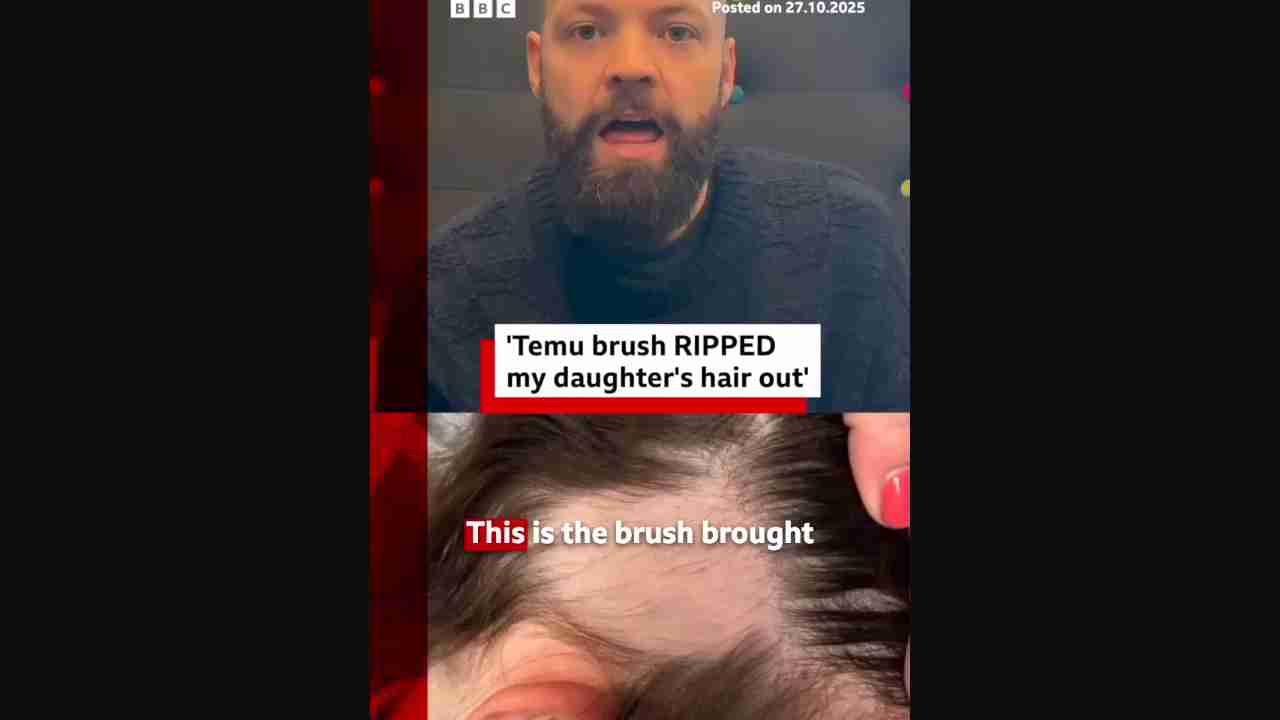 BBC
Posted on 27.10.2025
'Temu brush RIPPED
my daughter's hair out'
This is the brush brought